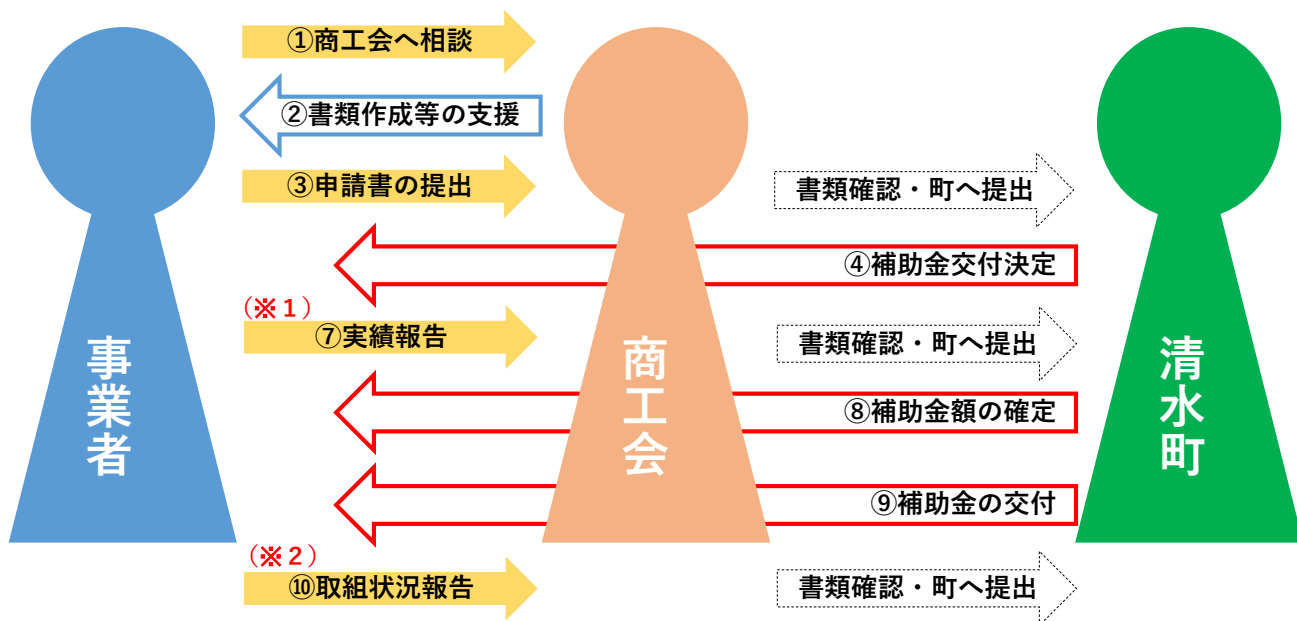 ①商工会へ相談
②書類作成等の支援
③申請書の提出
書類確認・町へ提出
④補助金交付決定
（※１）
⑦実績報告
書類確認・町へ提出
⑧補助金額の確定
⑨補助金の交付
（※２）
⑩取組状況報告
書類確認・町へ提出
事業者
商工会
清水町